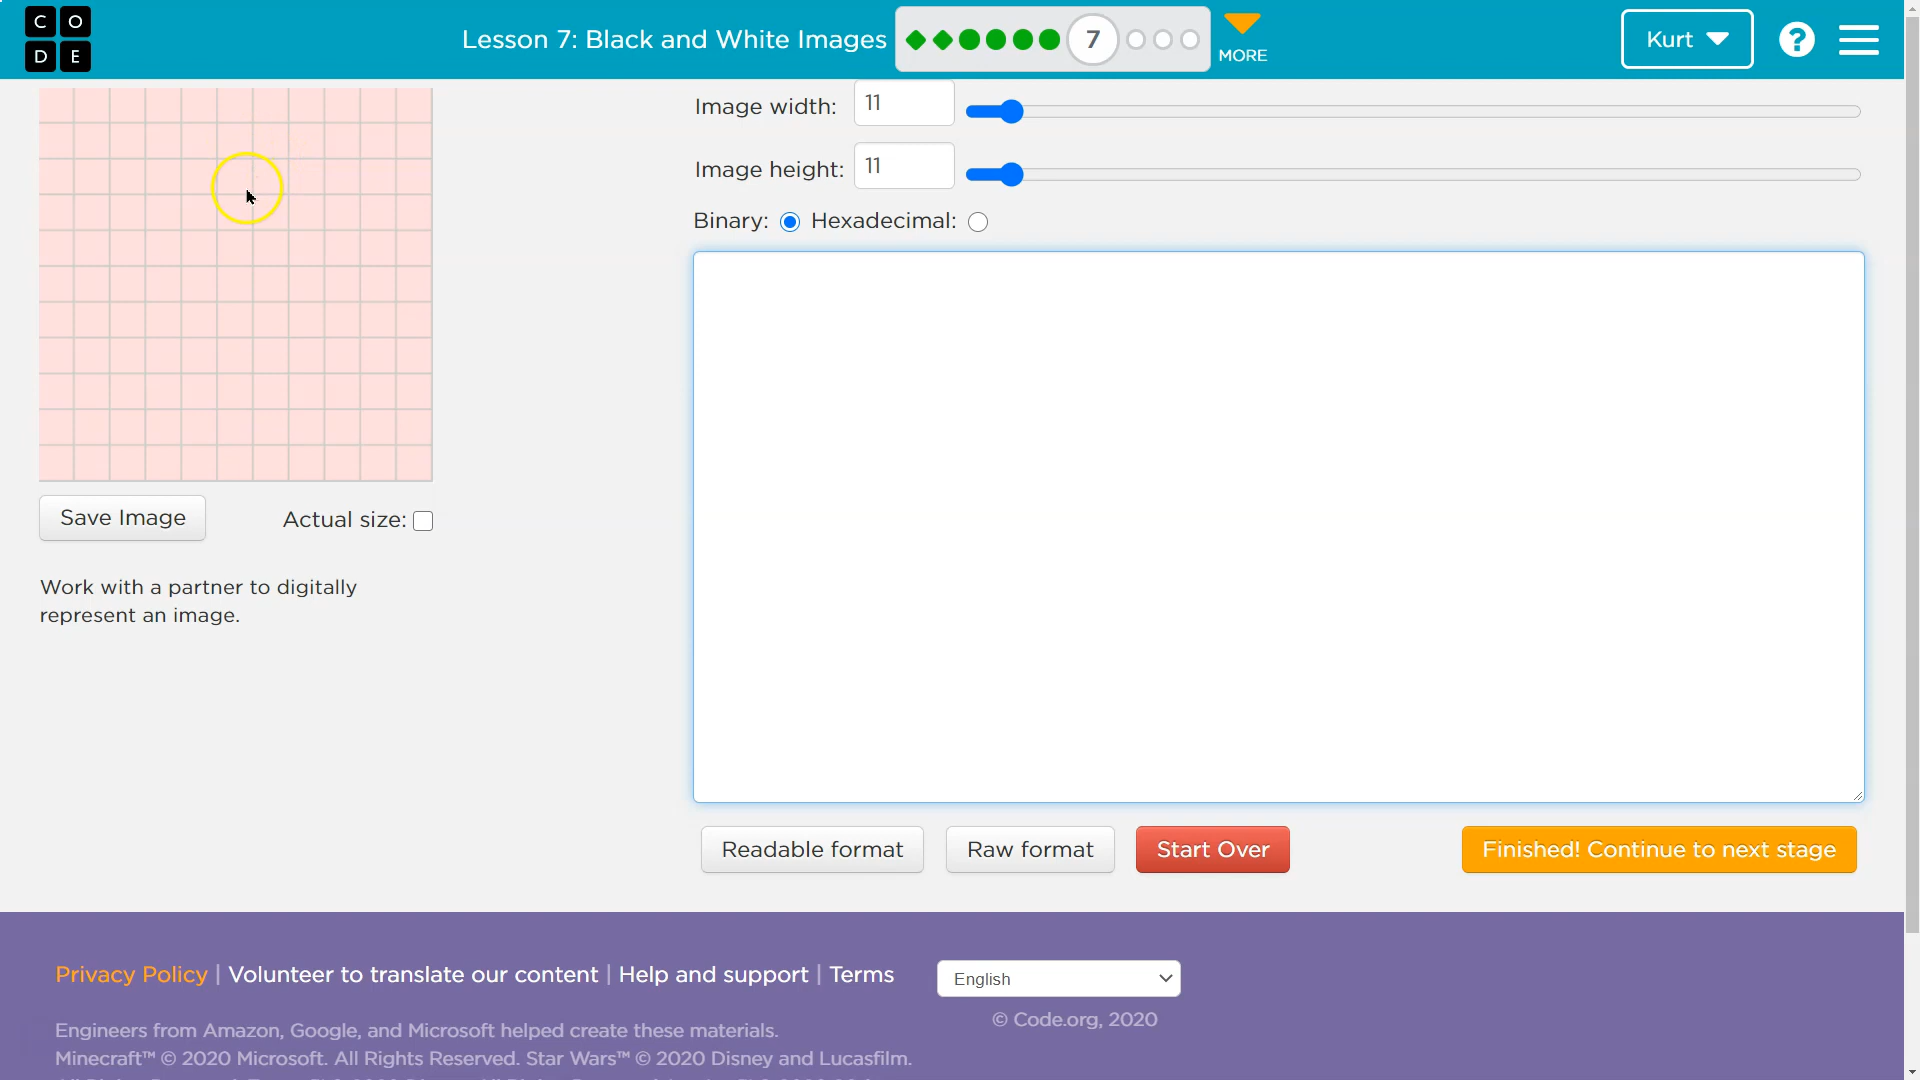 C O
D E
Lesson 7: Black and White Images
7
MORE
Kurt
?
Image width: 11
Image height: 11
Binary: Hexadecimal:
Save Image
Actual size:
Work with a partner to digitally
represent an image.
Readable format
Raw format
Start Over
Finished! Continue to next stage
Privacy Policy | Volunteer to translate our content | Help and support | Terms
English
© Code.org, 2020
Engineers from Amazon, Google, and Microsoft helped create these materials.
Minecraft™ © 2020 Microsoft. All Rights Reserved. Star Wars™ © 2020 Disney and Lucasfilm.